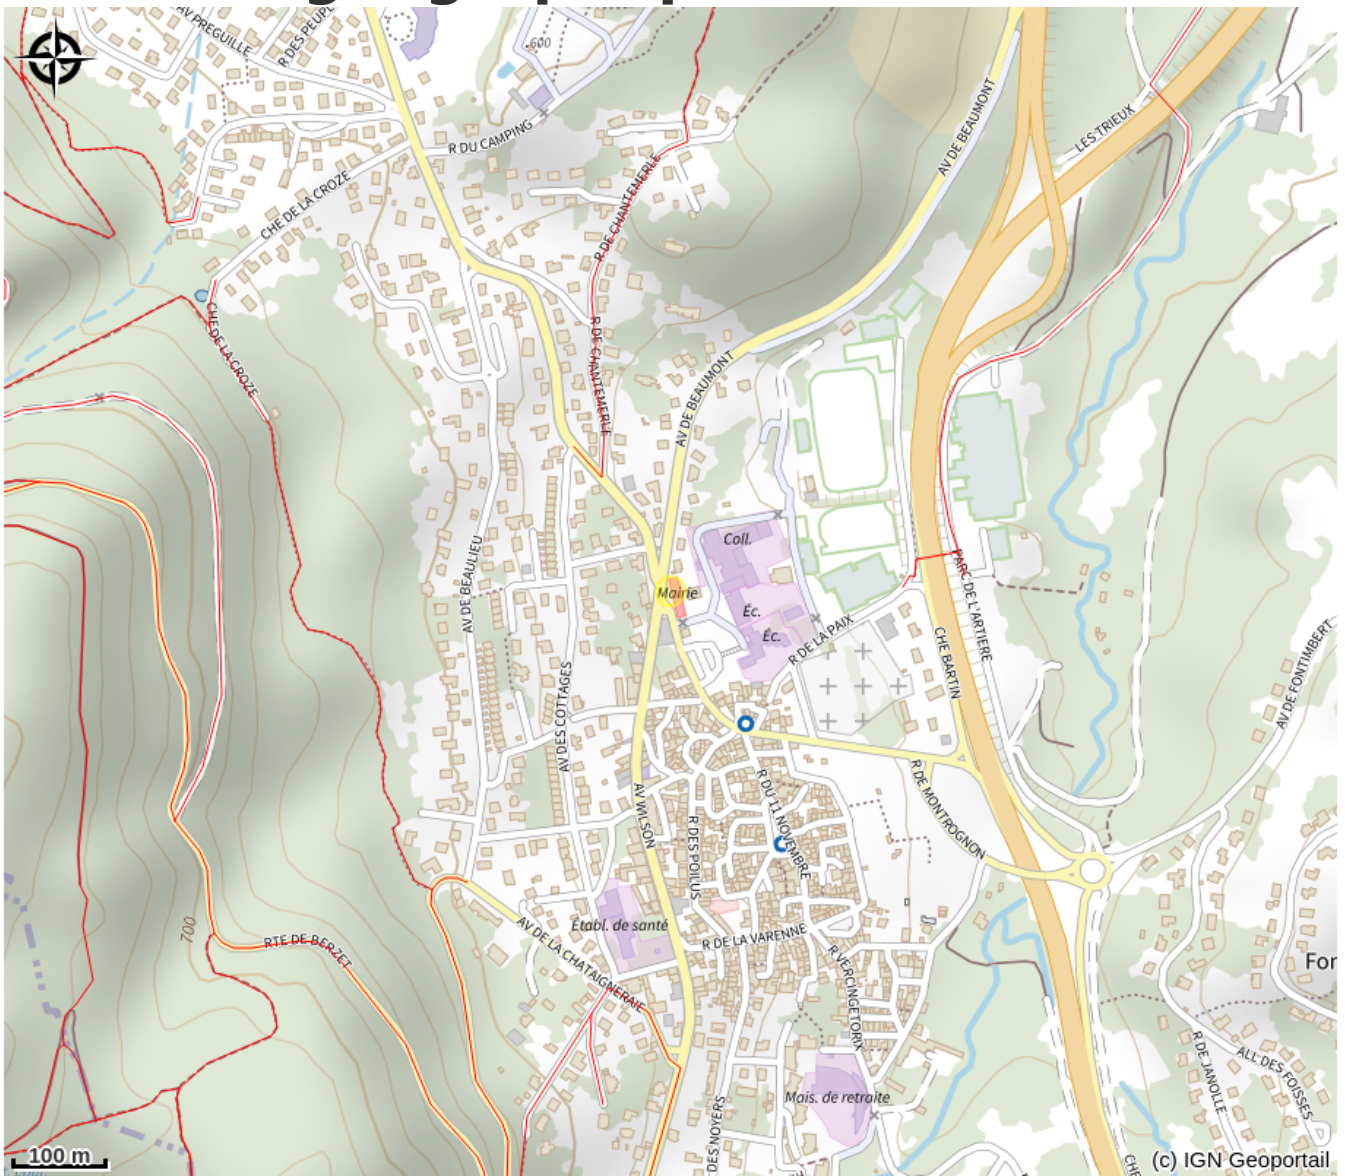 AV PREGUILLE
R DES PEUPL
.600
R DU CAMPING
AV DE BEAUMONT
LES TRIEUX
CHE DE LA CROZE
R DE CHANTEMERLE
CHE DE LA CROZE
R DE CHANTEMERLE
AV DE BEAUMONT
Coll.
AV DE BEAULIEU
Mairie
Éc.
Éc.
R DE LA PAIX
PARC DE L'ARTIERE
CHE BARTIN
AV DE FONTIMBERT
AV DES COTTAGES
AV WILSON
R DU 11 NOVEMBRE
R DE MONTROGNON
R DES POILUS
700
RTE DE BERZET
Établ. de santé
AV DE LA CHATAIGNERAIE
R DE LA VARENNE
R VERCINGETORIX
For
R DE JANOLLE
ALL DES FOISSES
Mais. de retraite
DES NOYERS
CHE
100 m
(c) IGN Geoportail